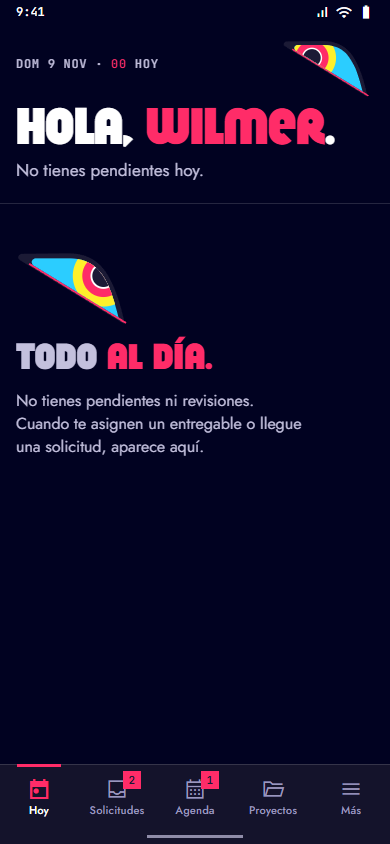 9:41
DOM 9 NOV · 00 HOY
HOLA, WILMER.
No tienes pendientes hoy.
TODO AL DÍA.
No tienes pendientes ni revisiones.
Cuando te asignen un entregable o llegue
una solicitud, aparece aquí.
2
1
Hoy
Solicitudes
Agenda
Proyectos
Más